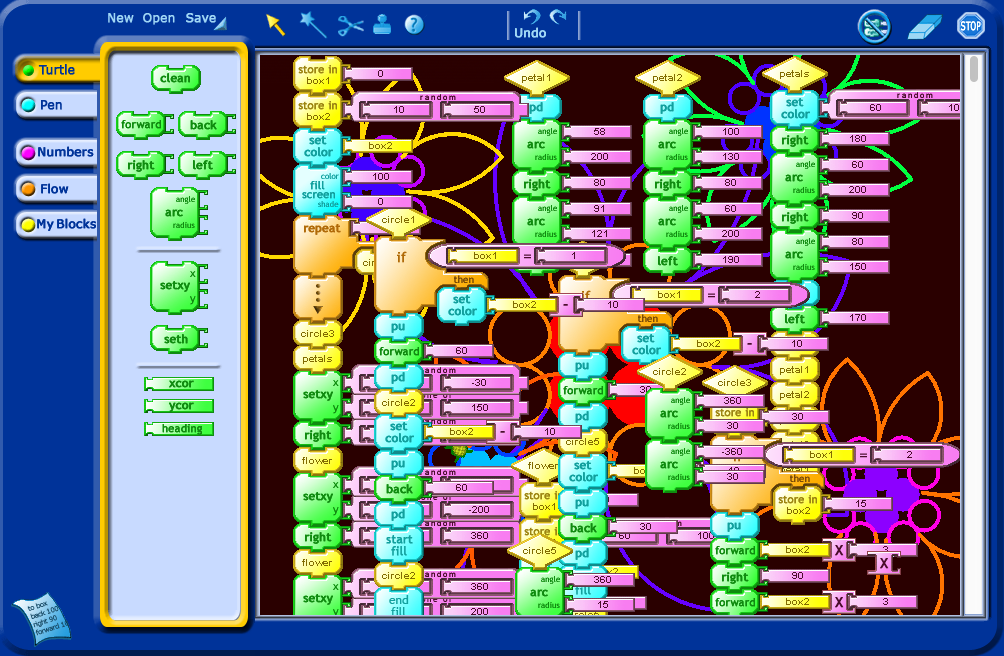 New Open Save
Undo
STOP
Turtle
Pen
Numbers
Flow
My Blocks
clean
forward back
right left
angle
arc
radius
x
setxy
y
seth
xcor
ycor
heading
to box
back 100
right 90
forward 1
store in
box1
0
store in
box2
random
10 50
set
color
box2
color
fill
screen
shade
100
0
repeat
circle3
petals
x
setxy
y
-30
150
right
flower
x
setxy
y
-200
right
360
flower
x
setxy
y
360
200
circle1
if
box1 = 1
then
set
color
box2 - 10
pu
forward 60
pd
circle2
set
color
box2 - 10
pu
back 60
pd
start
fill
circle2
end
fill
petal1
pd
angle
arc
radius
58
200
right 80
arc
91
121
flower
store in
box1
store in
circle5
angle
arc
radius
360
15
petal2
pd
angle
arc
radius
100
130
right 80
angle
arc
radius
60
200
left 190
box1 = 2
then
set
color
box2 - 10
pu
forward
pd
circle5
set
color
pu
back 30
pd
fill
circle2
angle
arc
radius
360
30
angle
arc
radius
-360
30
petals
set
color
random
60 10
right 180
angle
arc
radius
60
200
right 90
angle
arc
radius
80
150
left 170
petal1
petal2
circle3
store in
30
box1 = 2
then
store in
box2
15
pu
forward box2 X 3
X
right 90
forward box2 X 3